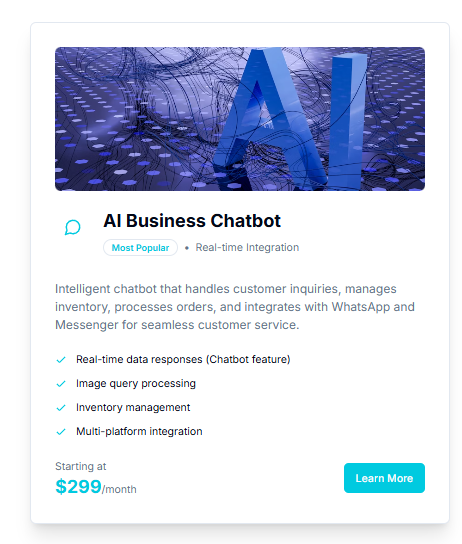 AI
AI Business Chatbot
Most Popular • Real-time Integration
Intelligent chatbot that handles customer inquiries, manages
inventory, processes orders, and integrates with WhatsApp and
Messenger for seamless customer service.
Real-time data responses (Chatbot feature)
Image query processing
Inventory management
Multi-platform integration
Starting at
$299/month
Learn More